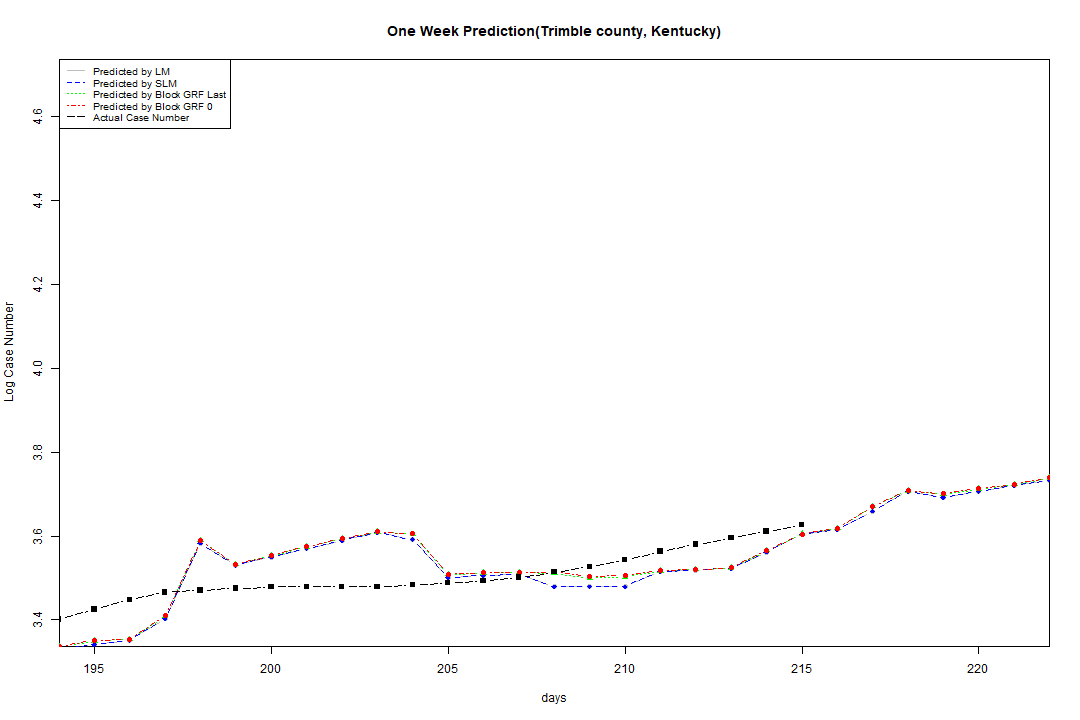 One Week Prediction(Trimble county, Kentucky)
Predicted by LM
Predicted by SLM
Predicted by Block GRF Last
Predicted by Block GRF 0
Actual Case Number
4.6
4.4
4.2
4.0
3.8
3.6
3.4
Log Case Number
195 200 205 210 215 220
days